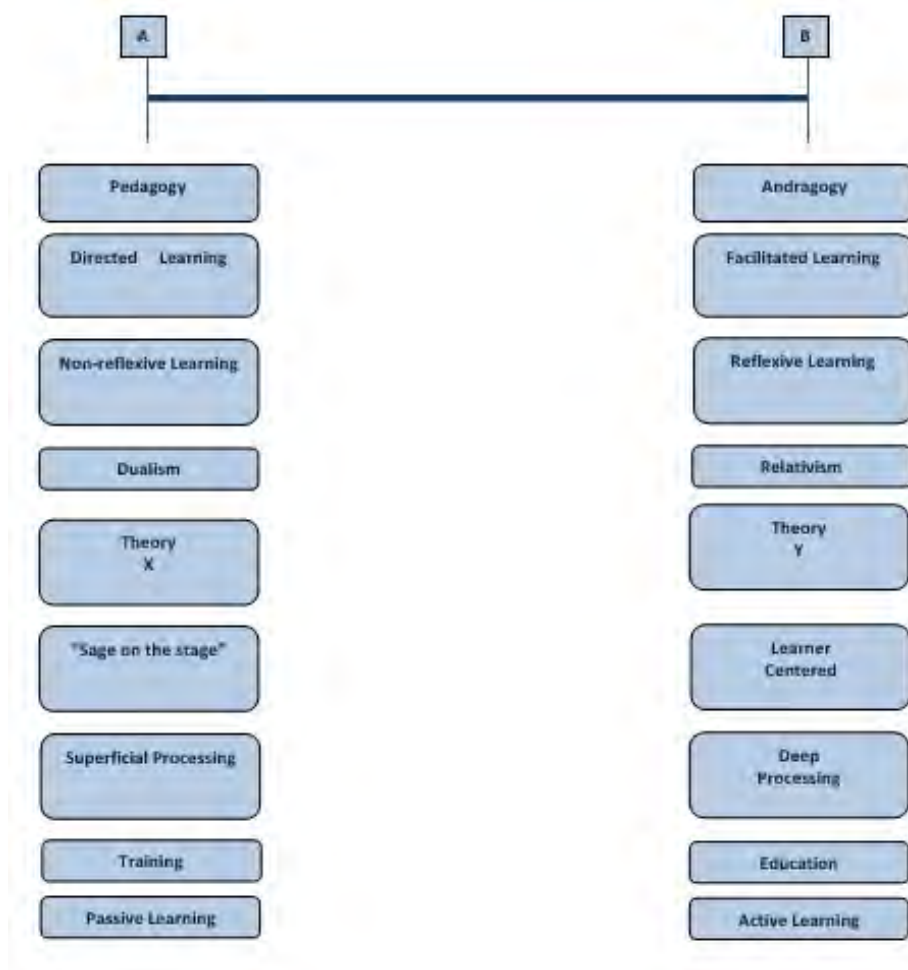 A
B
Pedagogy
Andragogy
Directed Learning
Facilitated Learning
Non-reflexive Learning
Reflexive Learning
Dualism
Relativism
Theory
X
Theory
Y
"Sage on the stage"
Learner
Centered
Superficial Processing
Deep
Processing
Training
Education
Passive Learning
Active Learning